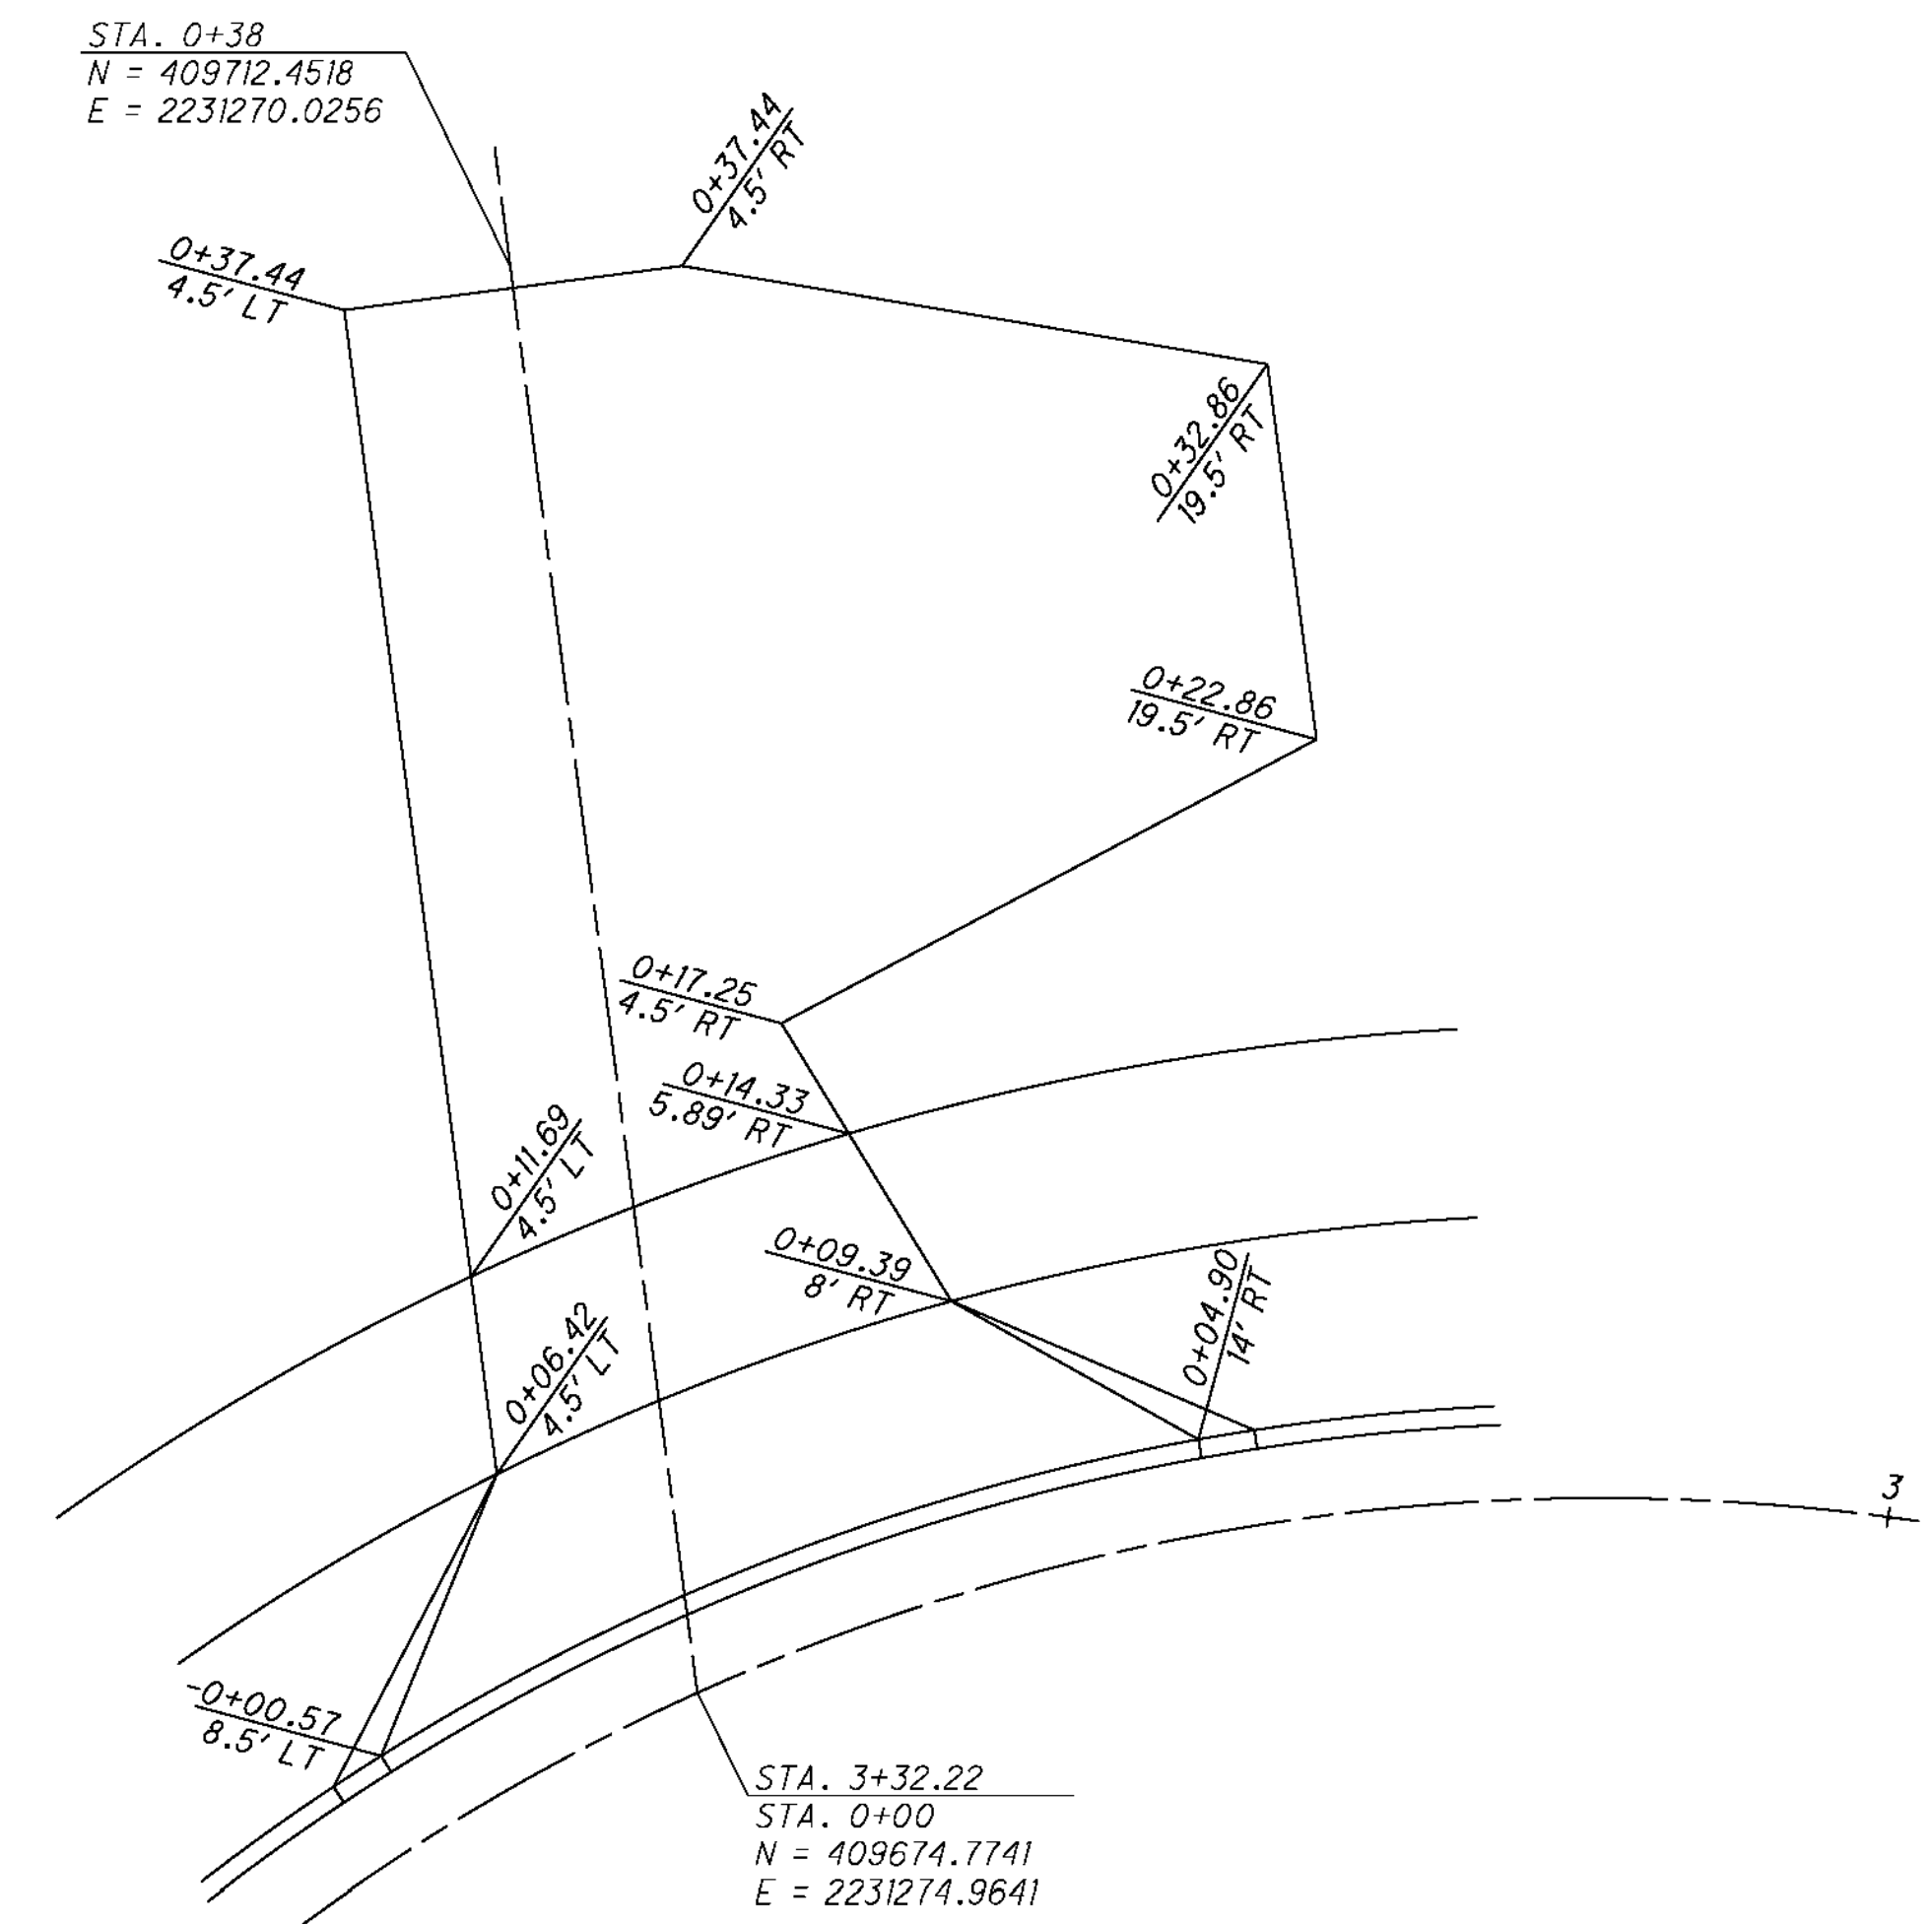 STA. 0+38
N = 409712.4518
E = 2231270.0256
0+37.44
4.5' RT
0+37.44
4.5' LT
0+32.86
19.5' RT
0+22.86
19.5' RT
0+17.25
4.5' RT
0+14.33
5.89' RT
0+11.69
4.5' LT
0+09.39
8' RT
0+04.90
14' RT
0+06.42
4.5' LT
3
-0+00.57
8.5' LT
STA. 3+32.22
STA. 0+00
N = 409674.7741
E = 2231274.9641